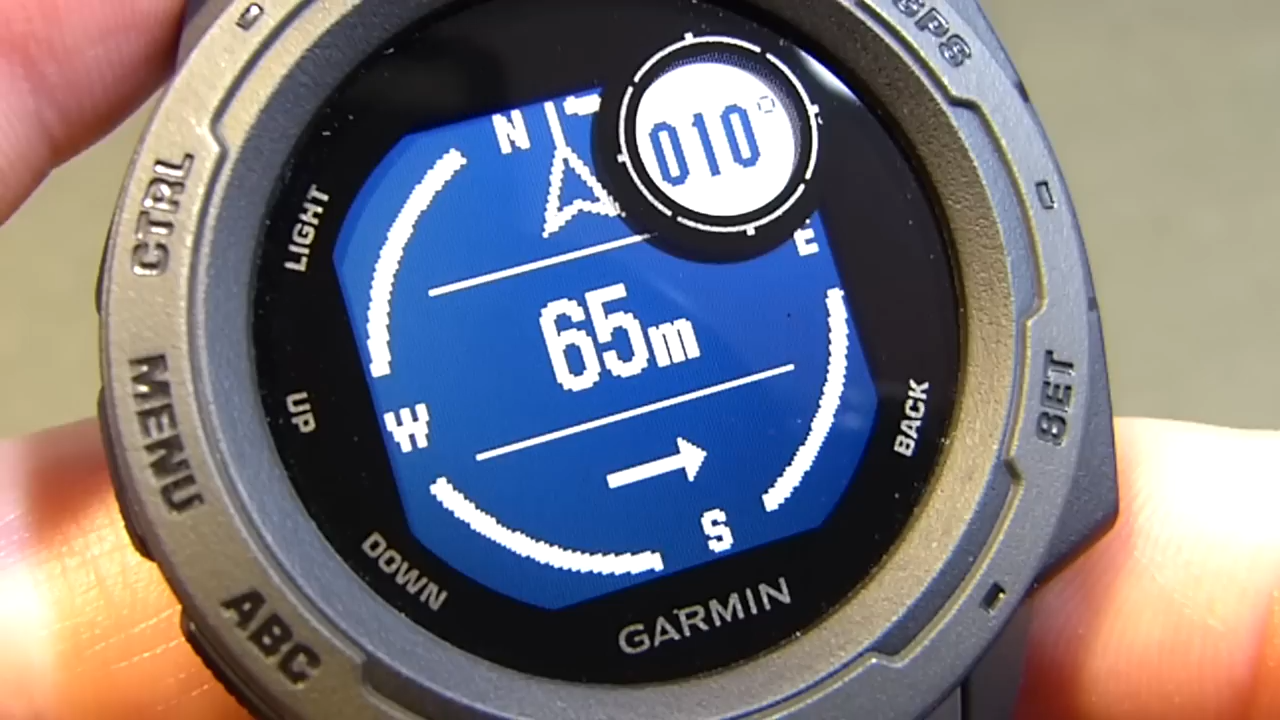 GPS
CTRL
LIGHT
N
010°
E
65m
UP
W
SET
BACK
MENU
S
DOWN
ABC
GARMIN